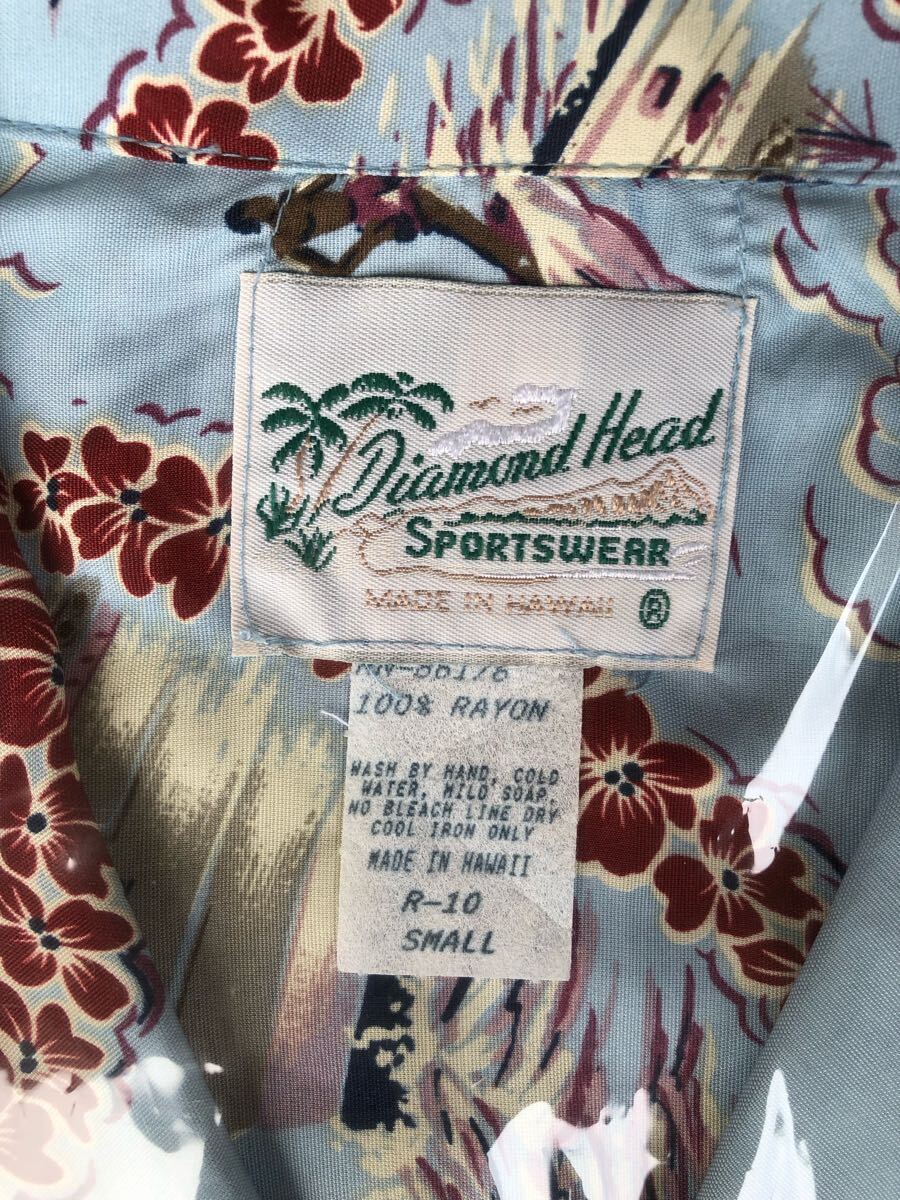 Diamond Head
SPORTSWEAR
MADE IN HAWAII ®
100% RAYON
WASH BY HAND, COLD
WATER, MILD SOAP,
NO BLEACH LINE DRY
COOL IRON ONLY
MADE IN HAWAII
R-10
SMALL